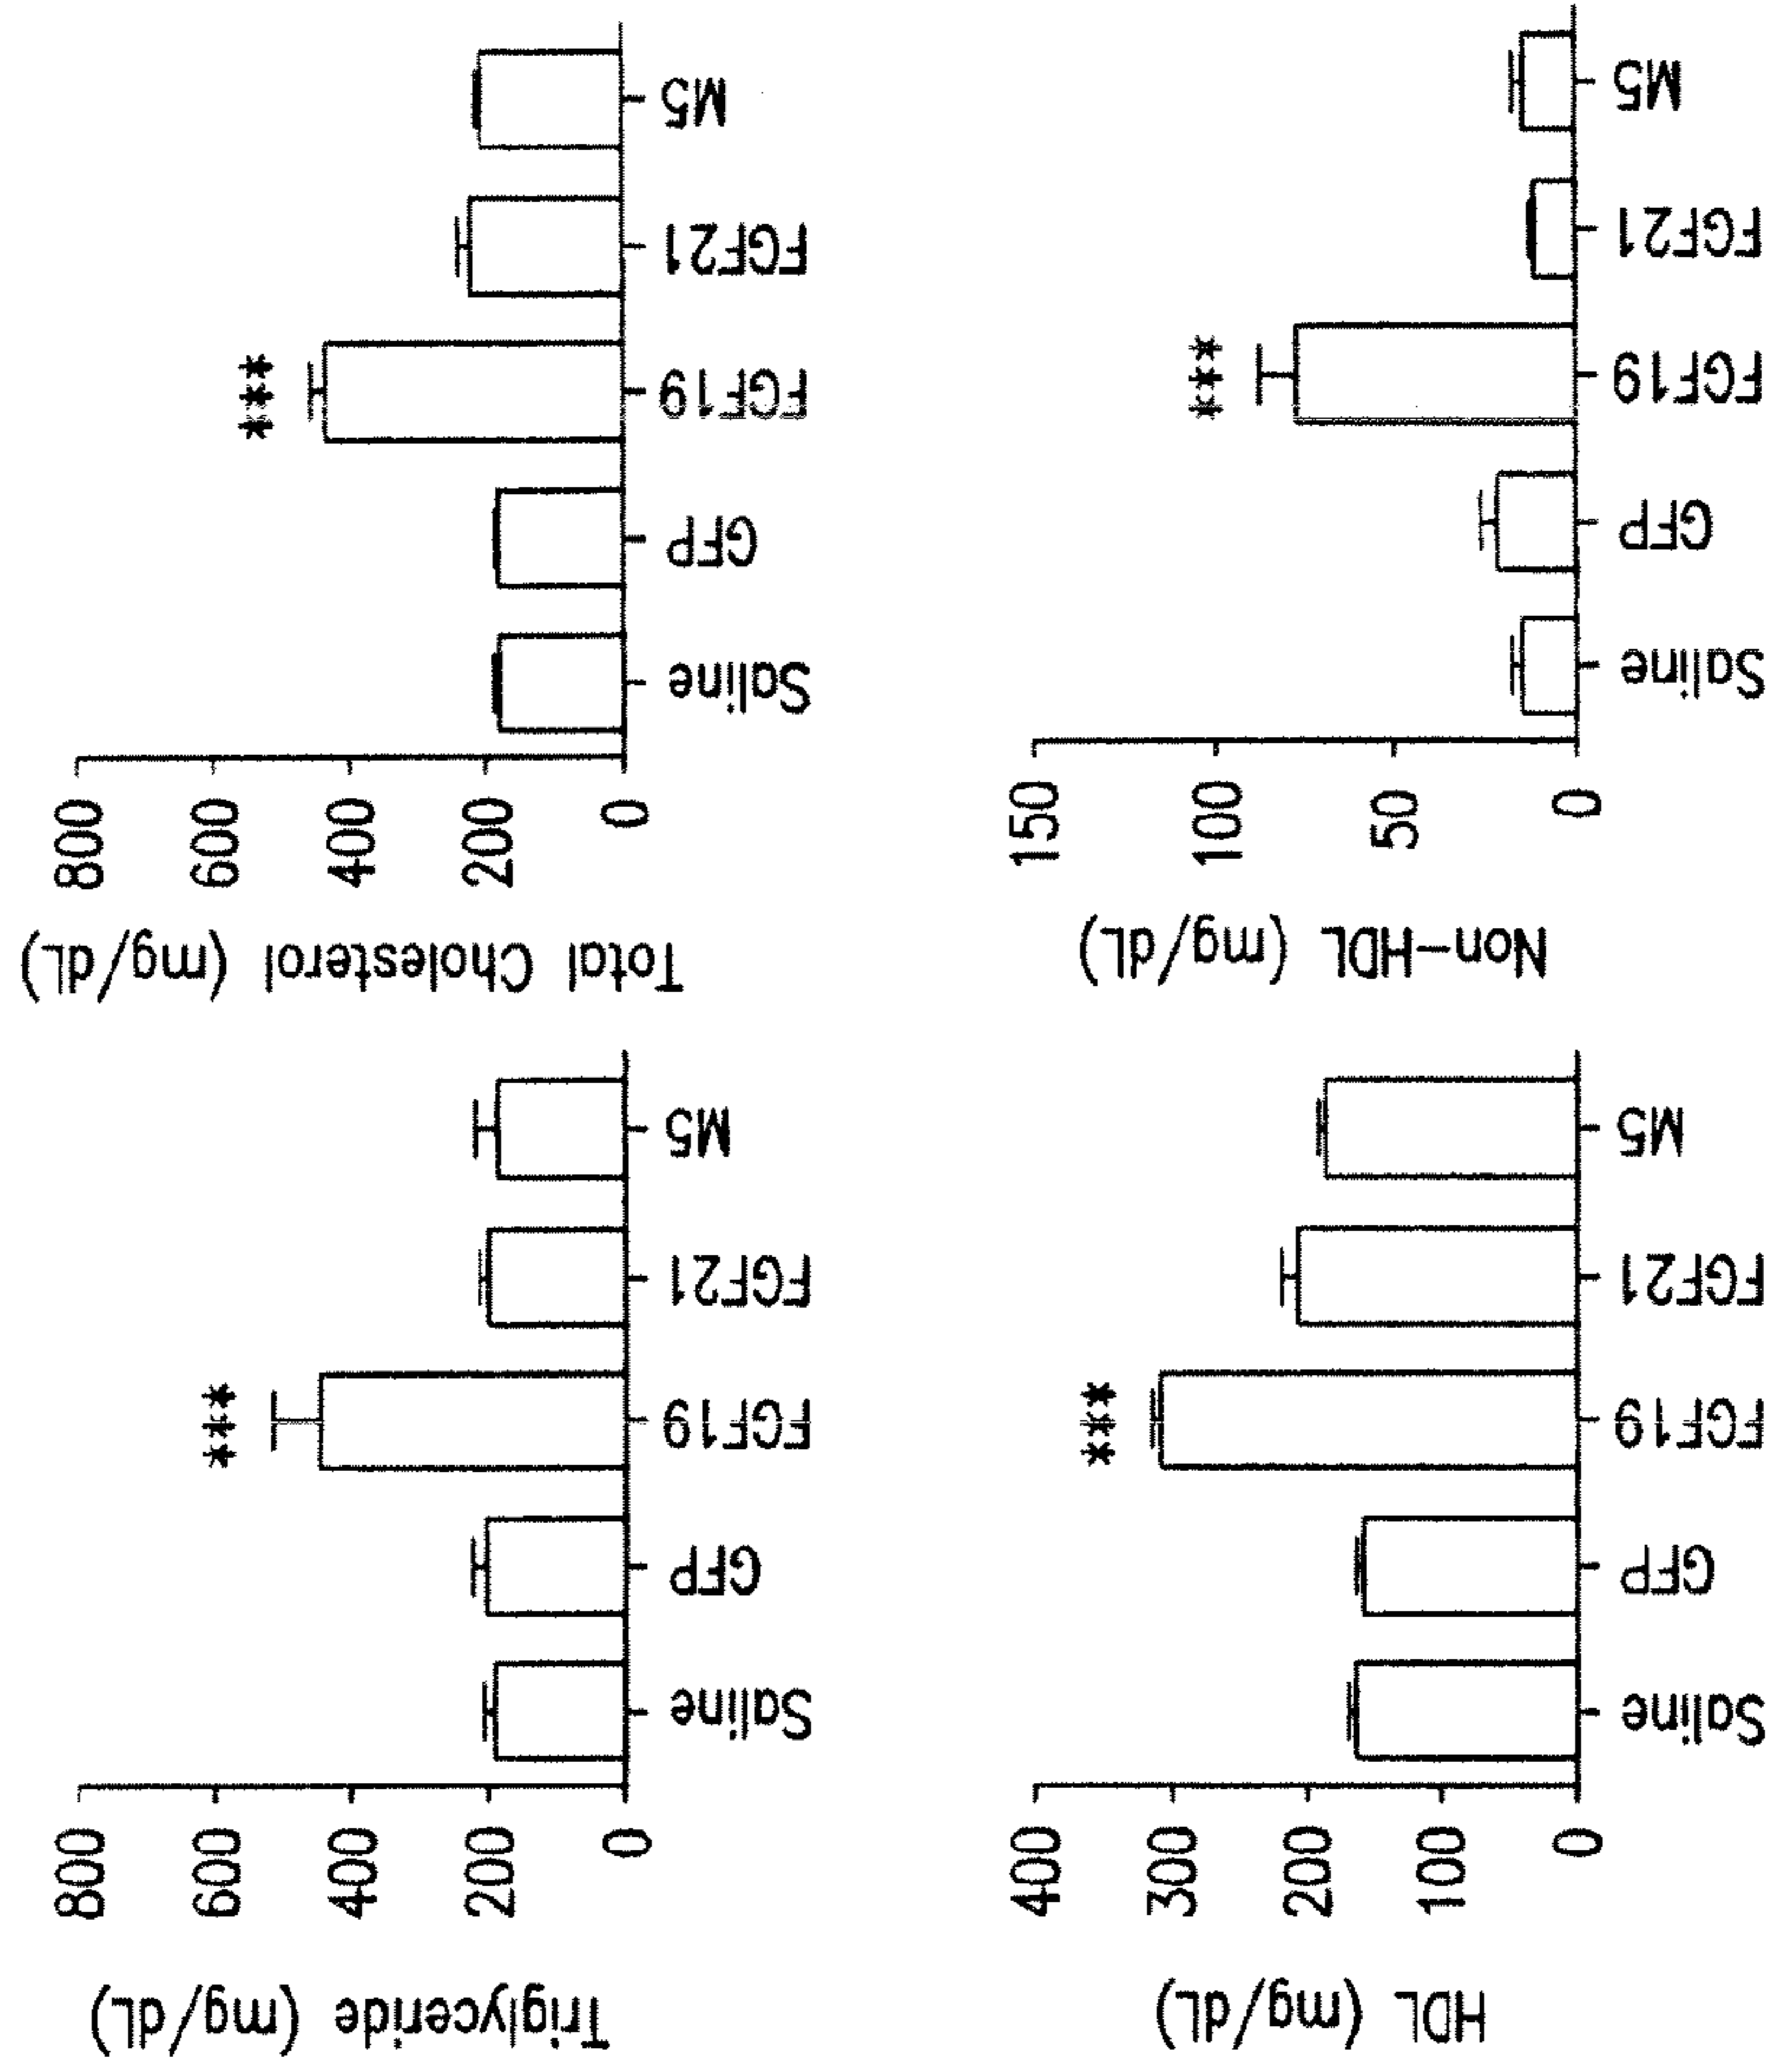 Triglyceride (mg/dL)
800
600
400
200
0
Saline
GFP
***
FGF19
FGF21
M5
Total Cholesterol (mg/dL)
800
600
400
200
0
Saline
GFP
***
FGF19
FGF21
M5
HDL (mg/dL)
400
300
200
100
0
Saline
GFP
***
FGF19
FGF21
M5
Non-HDL (mg/dL)
150
100
50
0
Saline
GFP
***
FGF19
FGF21
M5